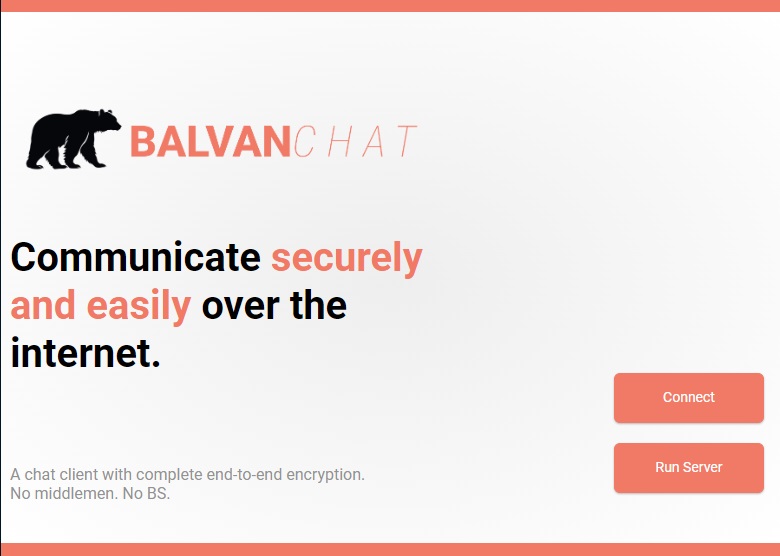 BALVANCHAT
Communicate securely
and easily over the
internet.
Connect
Run Server
A chat client with complete end-to-end encryption.
No middlemen. No BS.